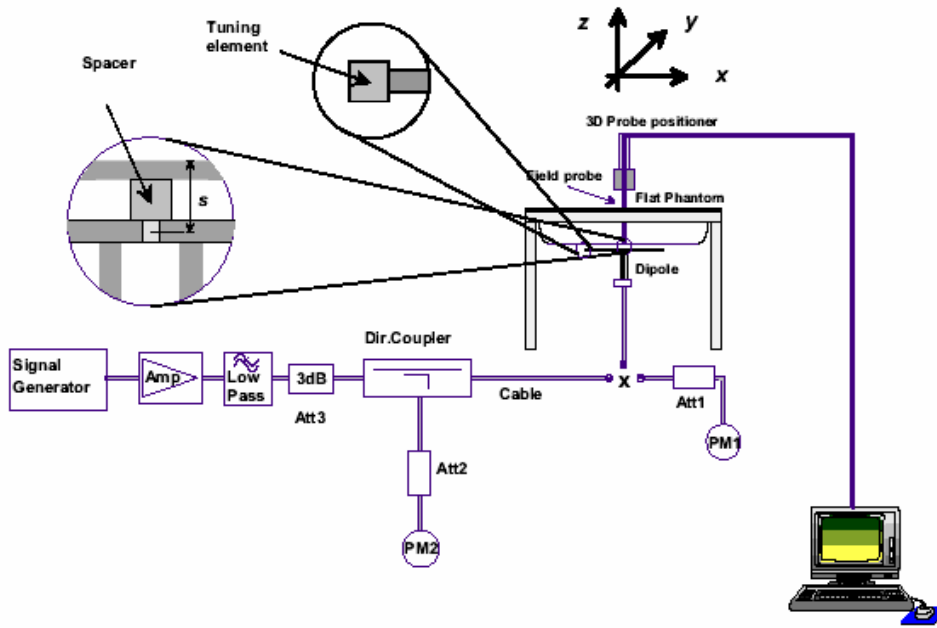 Tuning
element
z
y
x
Spacer
3D Probe positioner
s
Field probe
Flat Phantom
Dipole
Dir.Coupler
Signal
Generator
Amp
Low
Pass
3dB
Att3
Cable
x
Att1
PM1
Att2
PM2